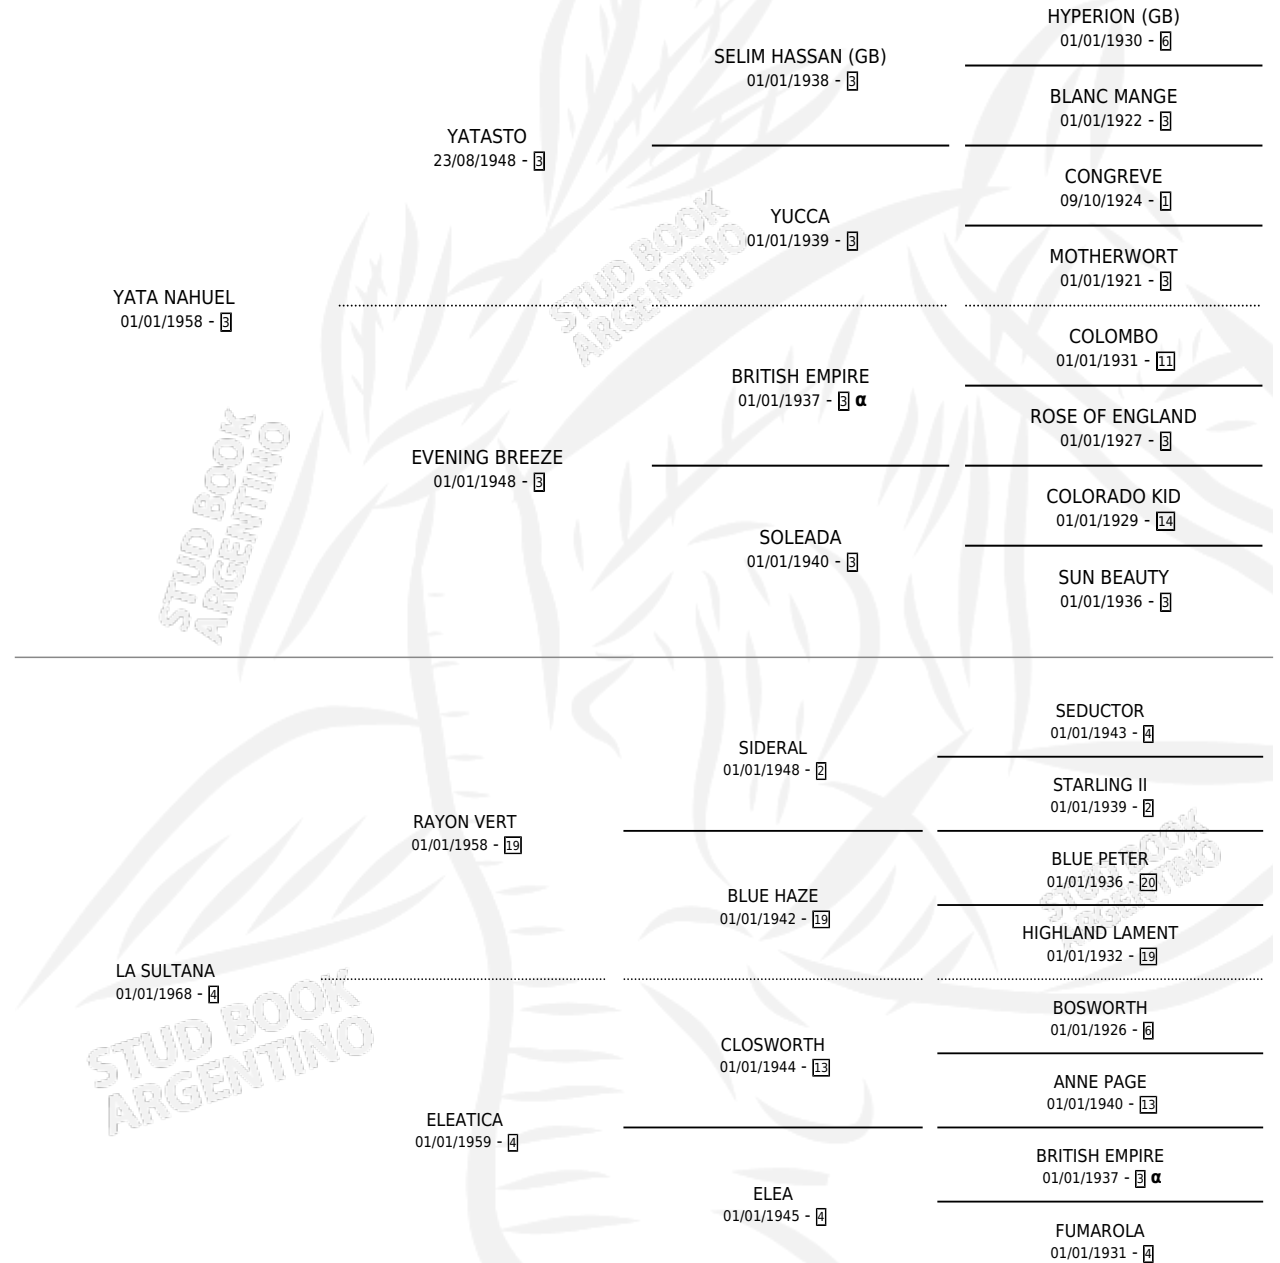 HYPERION (GB)
01/01/1930 - 6
SELIM HASSAN (GB)
01/01/1938 - 3
BLANC MANGE
01/01/1922 - 3
YATASTO
23/08/1948 - 3
CONGREVE
09/10/1924 - 1
YUCCA
01/01/1939 - 3
MOTHERWORT
01/01/1921 - 3
YATA NAHUEL
01/01/1958 - 3
COLOMBO
01/01/1931 - 11
BRITISH EMPIRE
01/01/1937 - 3 α
ROSE OF ENGLAND
01/01/1927 - 3
EVENING BREEZE
01/01/1948 - 3
COLORADO KID
01/01/1929 - 14
SOLEADA
01/01/1940 - 3
SUN BEAUTY
01/01/1936 - 3
STUD BOOK
ARGENTINO
STUD BOOK
ARGENTINO
SEDUCTOR
01/01/1943 - 4
SIDERAL
01/01/1948 - 2
STARLING II
01/01/1939 - 2
RAYON VERT
01/01/1958 - 19
BLUE PETER
01/01/1936 - 20
BLUE HAZE
01/01/1942 - 19
HIGHLAND LAMENT
01/01/1932 - 19
LA SULTANA
01/01/1968 - 4
BOSWORTH
01/01/1926 - 6
CLOSWORTH
01/01/1944 - 13
ANNE PAGE
01/01/1940 - 13
ELEATICA
01/01/1959 - 4
BRITISH EMPIRE
01/01/1937 - 3 α
ELEA
01/01/1945 - 4
FUMAROLA
01/01/1931 - 4
STUD BOOK
ARGENTINO
STUD BOOK
ARGENTINO